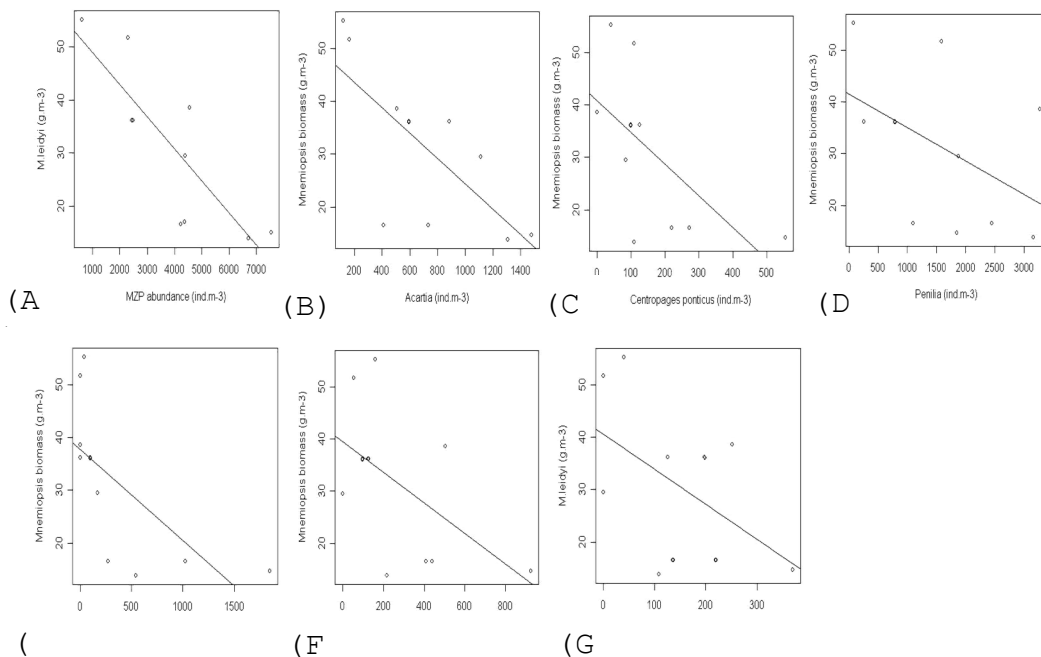 50
40
30
20
M.leidyi (g.m-3)
1000 2000 3000 4000 5000 6000 7000
MZP abundance (ind.m-3)
(A
50
40
30
20
Mnemiopsis biomass (g.m-3)
200 400 600 800 1000 1200 1400
Acartia (ind.m-3)
(B)
50
40
30
20
Mnemiopsis biomass (g.m-3)
0 100 200 300 400 500
Centropages ponticus (ind.m-3)
(C
50
40
30
20
Mnemiopsis biomass (g.m-3)
0 500 1000 1500 2000 2500 3000
Penilia (ind.m-3)
(D
50
40
30
20
Mnemiopsis biomass (g.m-3)
0 500 1000 1500
(
50
40
30
20
Mnemiopsis biomass (g.m-3)
0 200 400 600 800
(F
50
40
30
20
M.leidyi (g.m-3)
0 100 200 300
(G